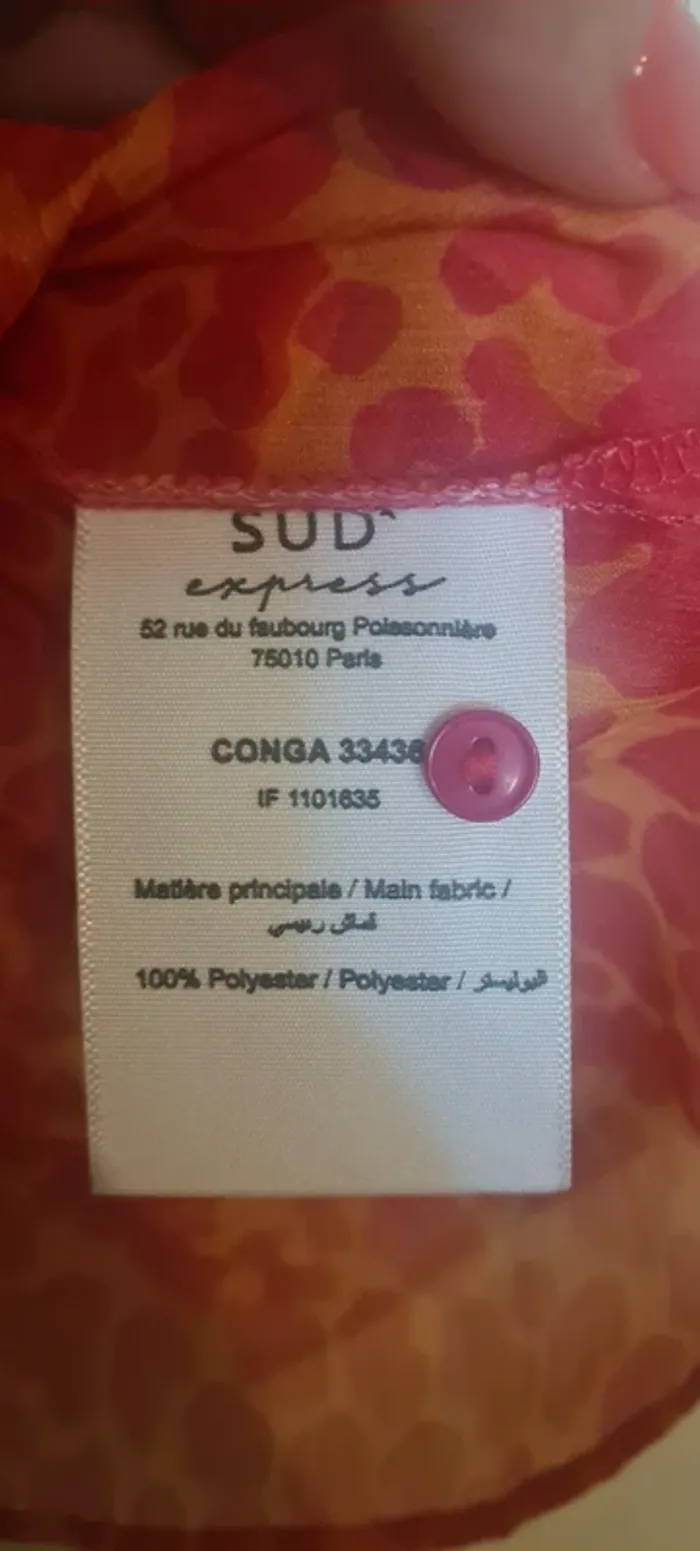 SUD
express
52 rue du faubourg Poissonnière
75010 Paris
CONGA 33436
IF 1101635
Matière principale / Main fabric /
قماش رئيسي
100% Polyester / Polyester / البوليستر